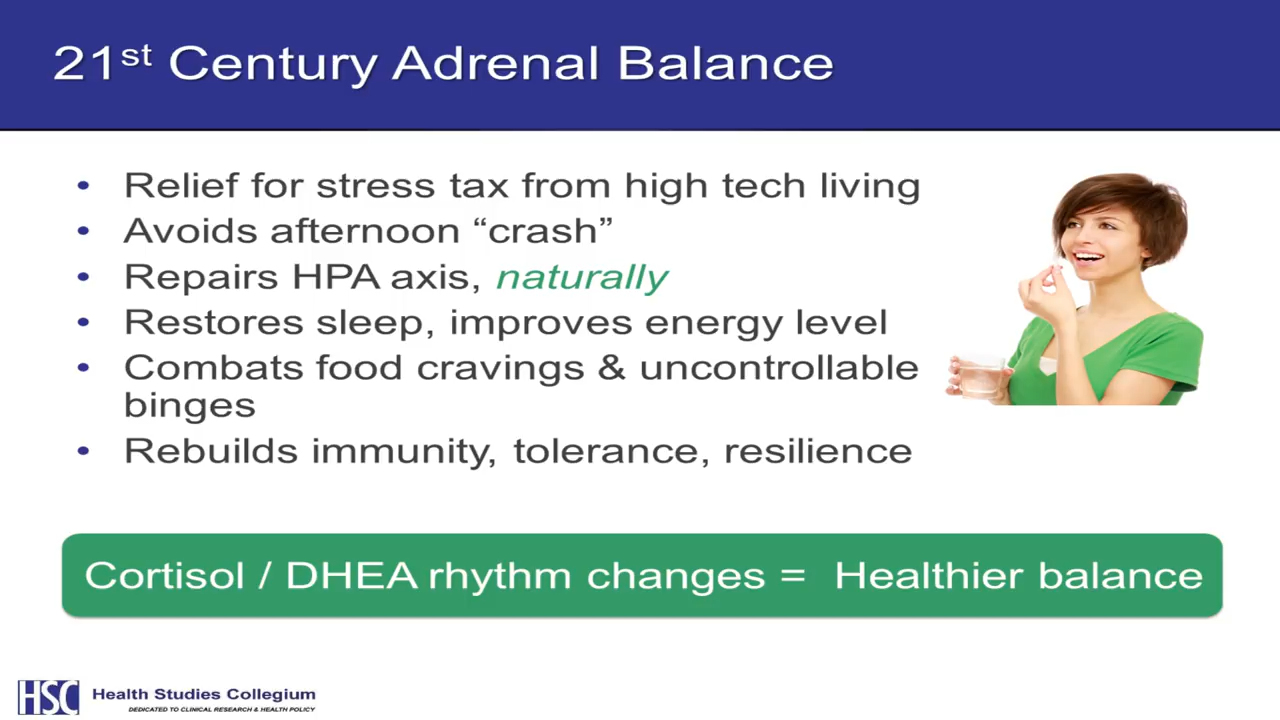 21st Century Adrenal Balance
• Relief for stress tax from high tech living
• Avoids afternoon “crash”
• Repairs HPA axis, naturally
• Restores sleep, improves energy level
• Combats food cravings & uncontrollable
binges
• Rebuilds immunity, tolerance, resilience
Cortisol / DHEA rhythm changes = Healthier balance
HSC Health Studies Collegium
DEDICATED TO CLINICAL RESEARCH & HEALTH POLICY